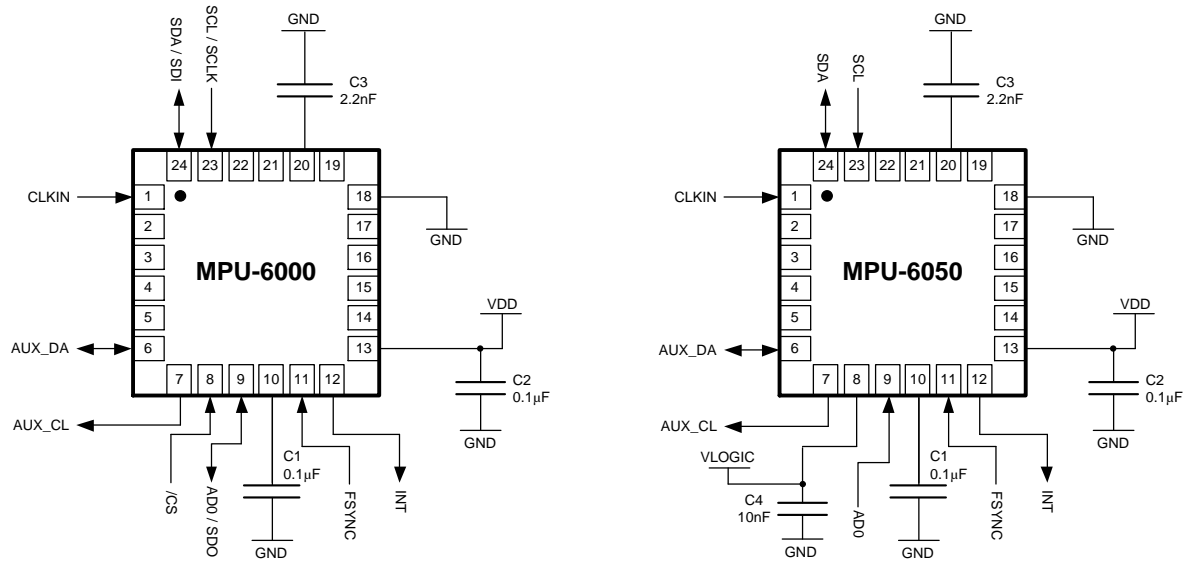 GND
SDA / SDI
SCL / SCLK
C3
2.2nF
24 23 22 21 20 19
CLKIN
1
2
3
4
5
6
18
17
16
15
14
13
GND
MPU-6000
VDD
AUX_DA
7 8 9 10 11 12
C2
0.1µF
GND
AUX_CL
/CS
AD0 / SDO
C1
0.1µF
GND
FSYNC
INT
GND
SDA
SCL
C3
2.2nF
24 23 22 21 20 19
CLKIN
1
2
3
4
5
6
18
17
16
15
14
13
GND
MPU-6050
VDD
AUX_DA
7 8 9 10 11 12
C2
0.1µF
GND
AUX_CL
VLOGIC
C4
10nF
GND
AD0
C1
0.1µF
GND
FSYNC
INT